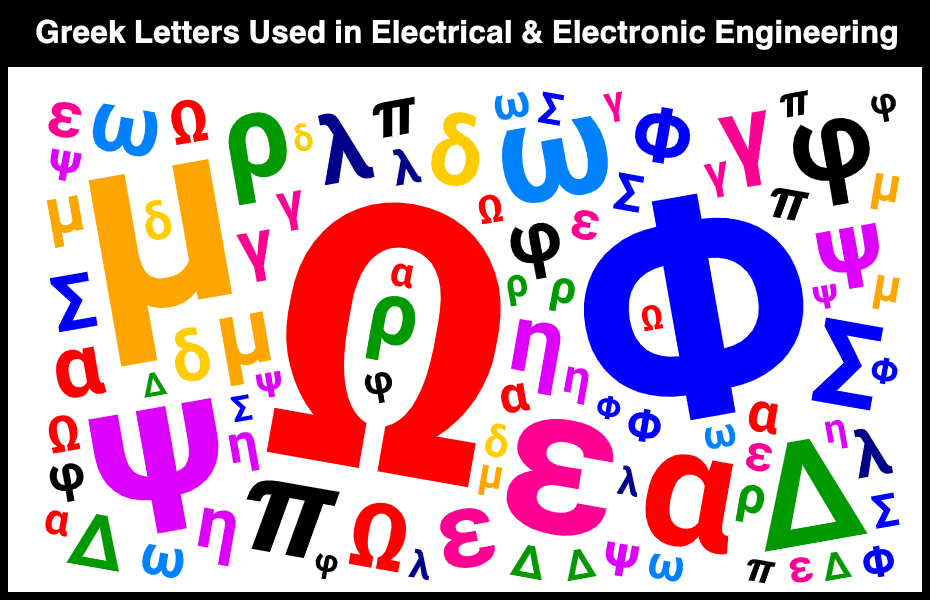 Greek Letters Used in Electrical & Electronic Engineering
ε ω Ω ρ δ λ π δ ω Σ γ Φ γ π φ φ
ψ μ λ ω γ μ
μ δ γ Ω Σ π
γ φ ε Φ ψ
Σ Ω α ρ ρ ψ μ
ρ Ω
α δ μ η Σ Φ
Δ ψ φ η
Ω ψ Σ α Φ Φ α η
η δ ε ω ε λ
φ μ λ α ρ Δ
α Δ η π Ω ε Σ
ω φ λ Δ Δ ψ ω π ε Δ Φ